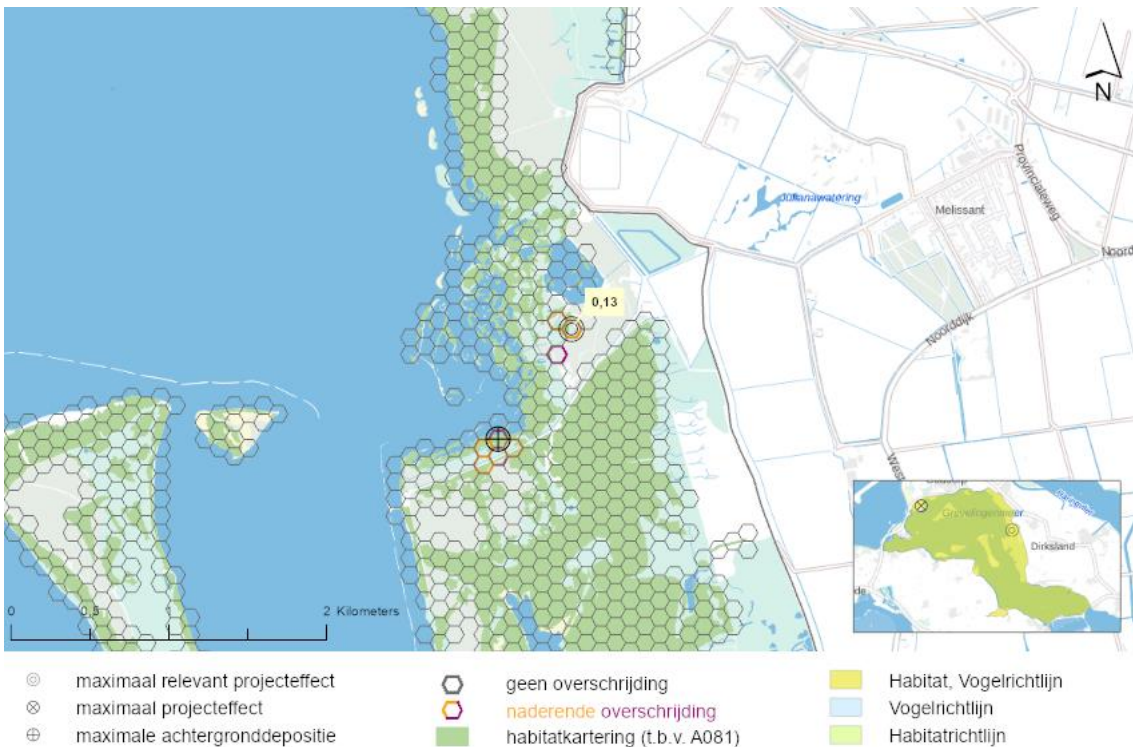 N
Provincialeweg
Julianawatering
Melissant
Noord
0,13
Noorddijk
West
Grevelingenmeer
Dirksland
de
0 0,5 1 2 Kilometers
maximaal relevant projecteffect
maximaal projecteffect
maximale achtergronddepositie
geen overschrijding
naderende overschrijding
habitatkartering (t.b.v. A081)
Habitat, Vogelrichtlijn
Vogelrichtlijn
Habitatrichtlijn